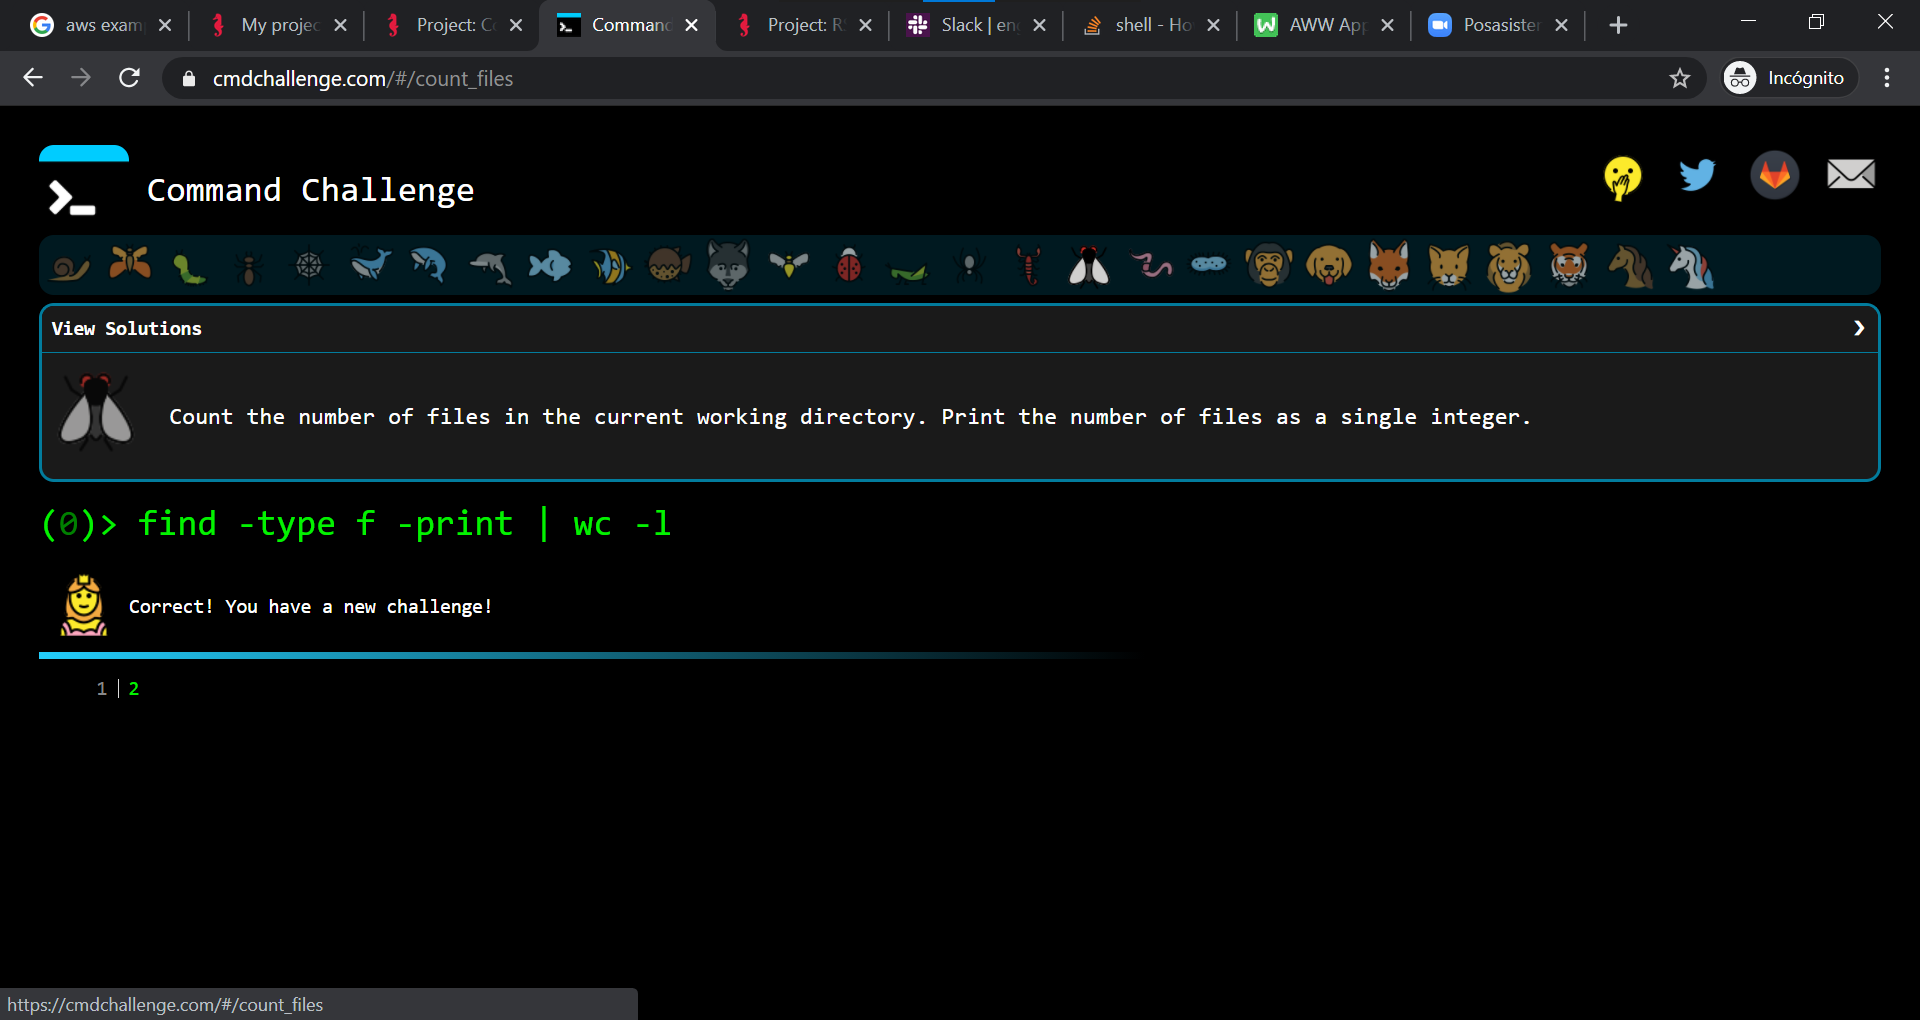 aws exam
My projec
Project: C
Command
Project: R
Slack | en
shell - Ho
AWW App
Posasister
cmdchallenge.com/#/count_files
Incógnito
Command Challenge
View Solutions
Count the number of files in the current working directory. Print the number of files as a single integer.
(0)> find -type f -print | wc -l
Correct! You have a new challenge!
1 2
https://cmdchallenge.com/#/count_files